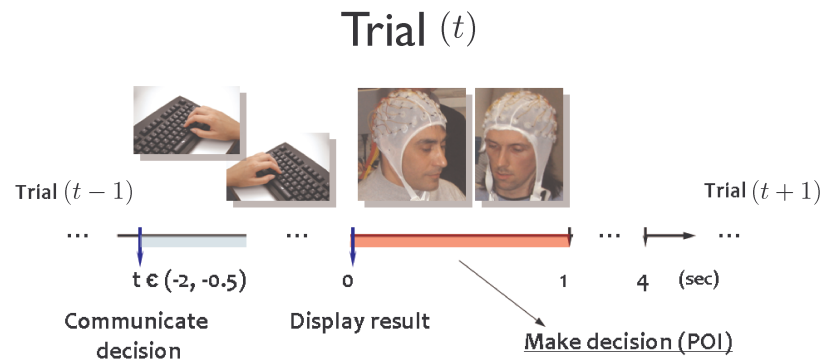 Trial (t)
Trial (t − 1)
Trial (t + 1)
... ... ... ...
t ϵ (-2, -0.5) 0 1 4 (sec)
Communicate
decision
Display result
Make decision (POI)